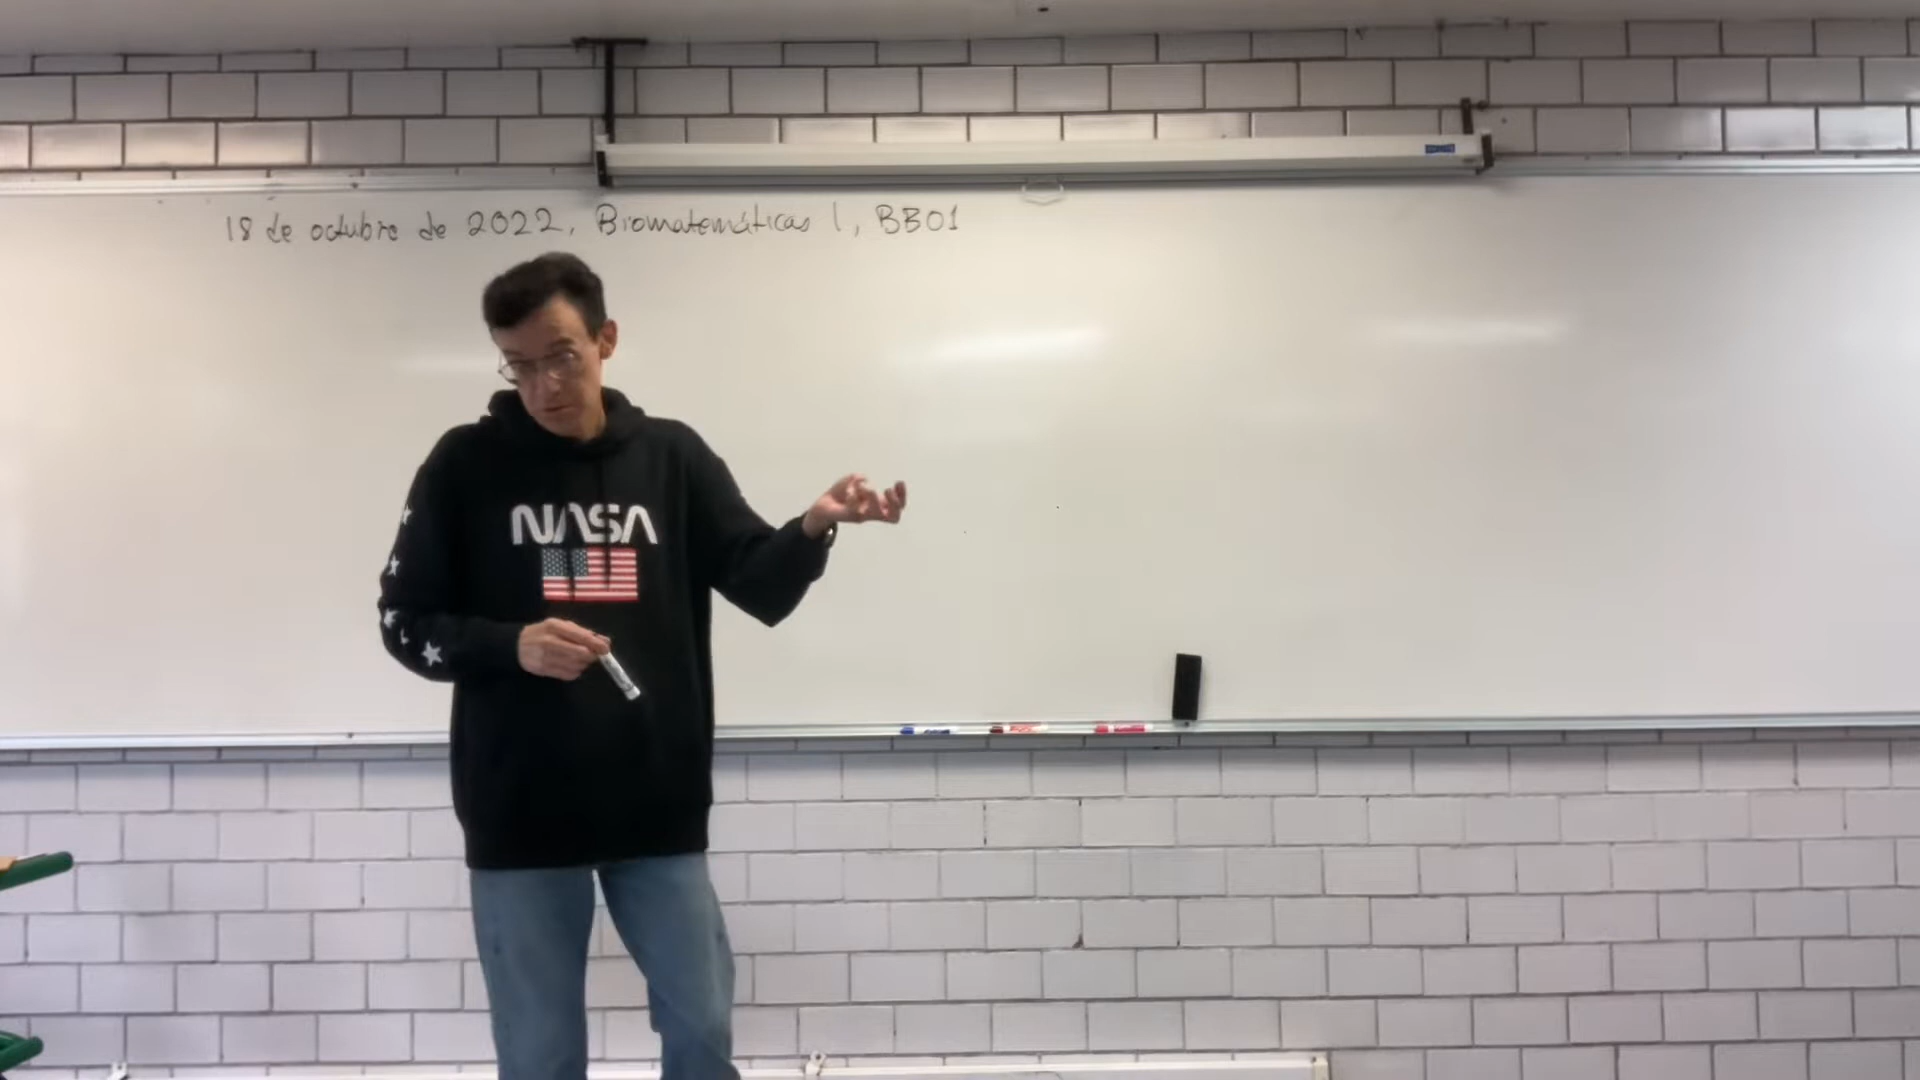 18 de octubre de 2022, Biomatemáticas I, BB01
NASA